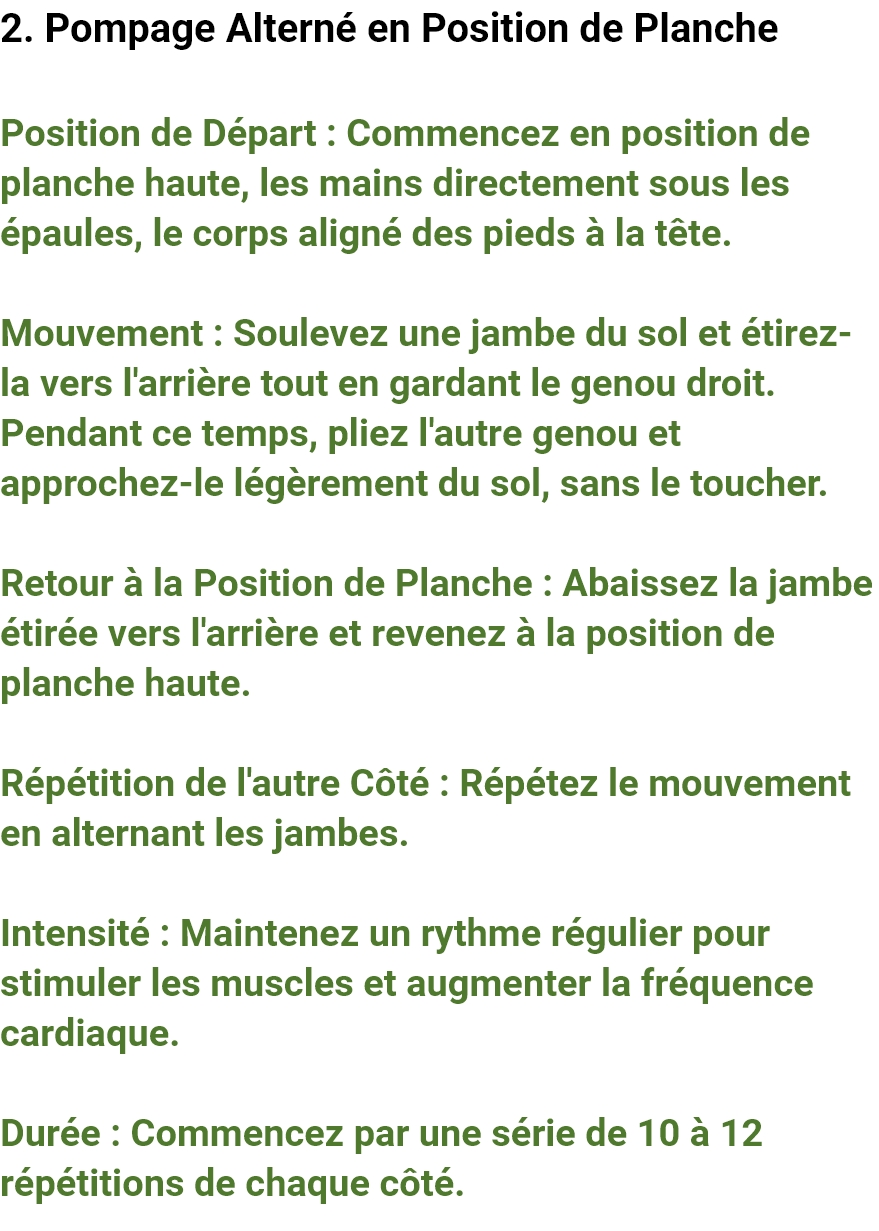 2. Pompage Alterné en Position de Planche
Position de Départ : Commencez en position de
planche haute, les mains directement sous les
épaules, le corps aligné des pieds à la tête.
Mouvement : Soulevez une jambe du sol et étirez-
la vers l'arrière tout en gardant le genou droit.
Pendant ce temps, pliez l'autre genou et
approchez-le légèrement du sol, sans le toucher.
Retour à la Position de Planche : Abaissez la jambe
étirée vers l'arrière et revenez à la position de
planche haute.
Répétition de l'autre Côté : Répétez le mouvement
en alternant les jambes.
Intensité : Maintenez un rythme régulier pour
stimuler les muscles et augmenter la fréquence
cardiaque.
Durée : Commencez par une série de 10 à 12
répétitions de chaque côté.